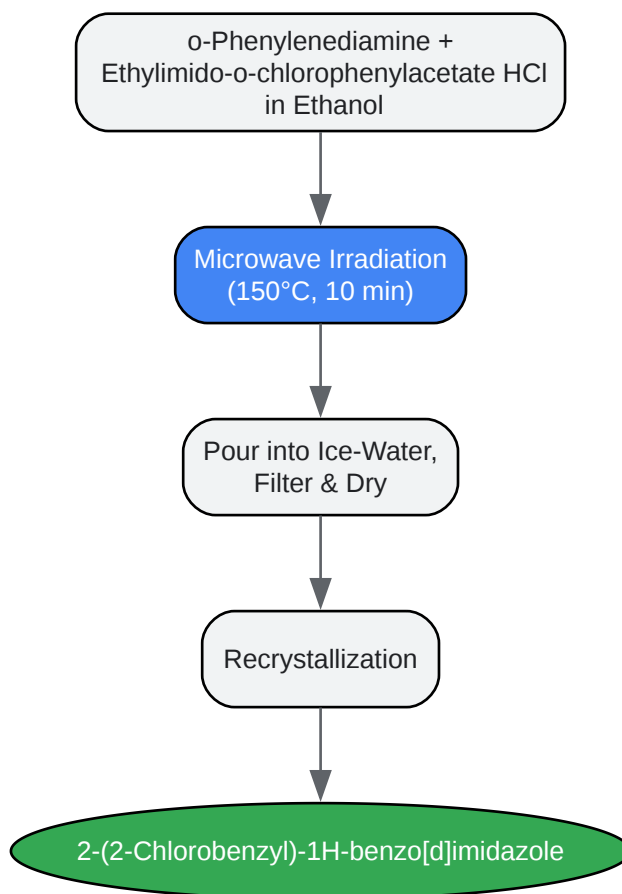 o-Phenylenediamine +
Ethylimido-o-chlorophenylacetate HCl
in Ethanol
Microwave Irradiation
(150°C, 10 min)
Pour into Ice-Water,
Filter & Dry
Recrystallization
2-(2-Chlorobenzyl)-1H-benzo[d]imidazole